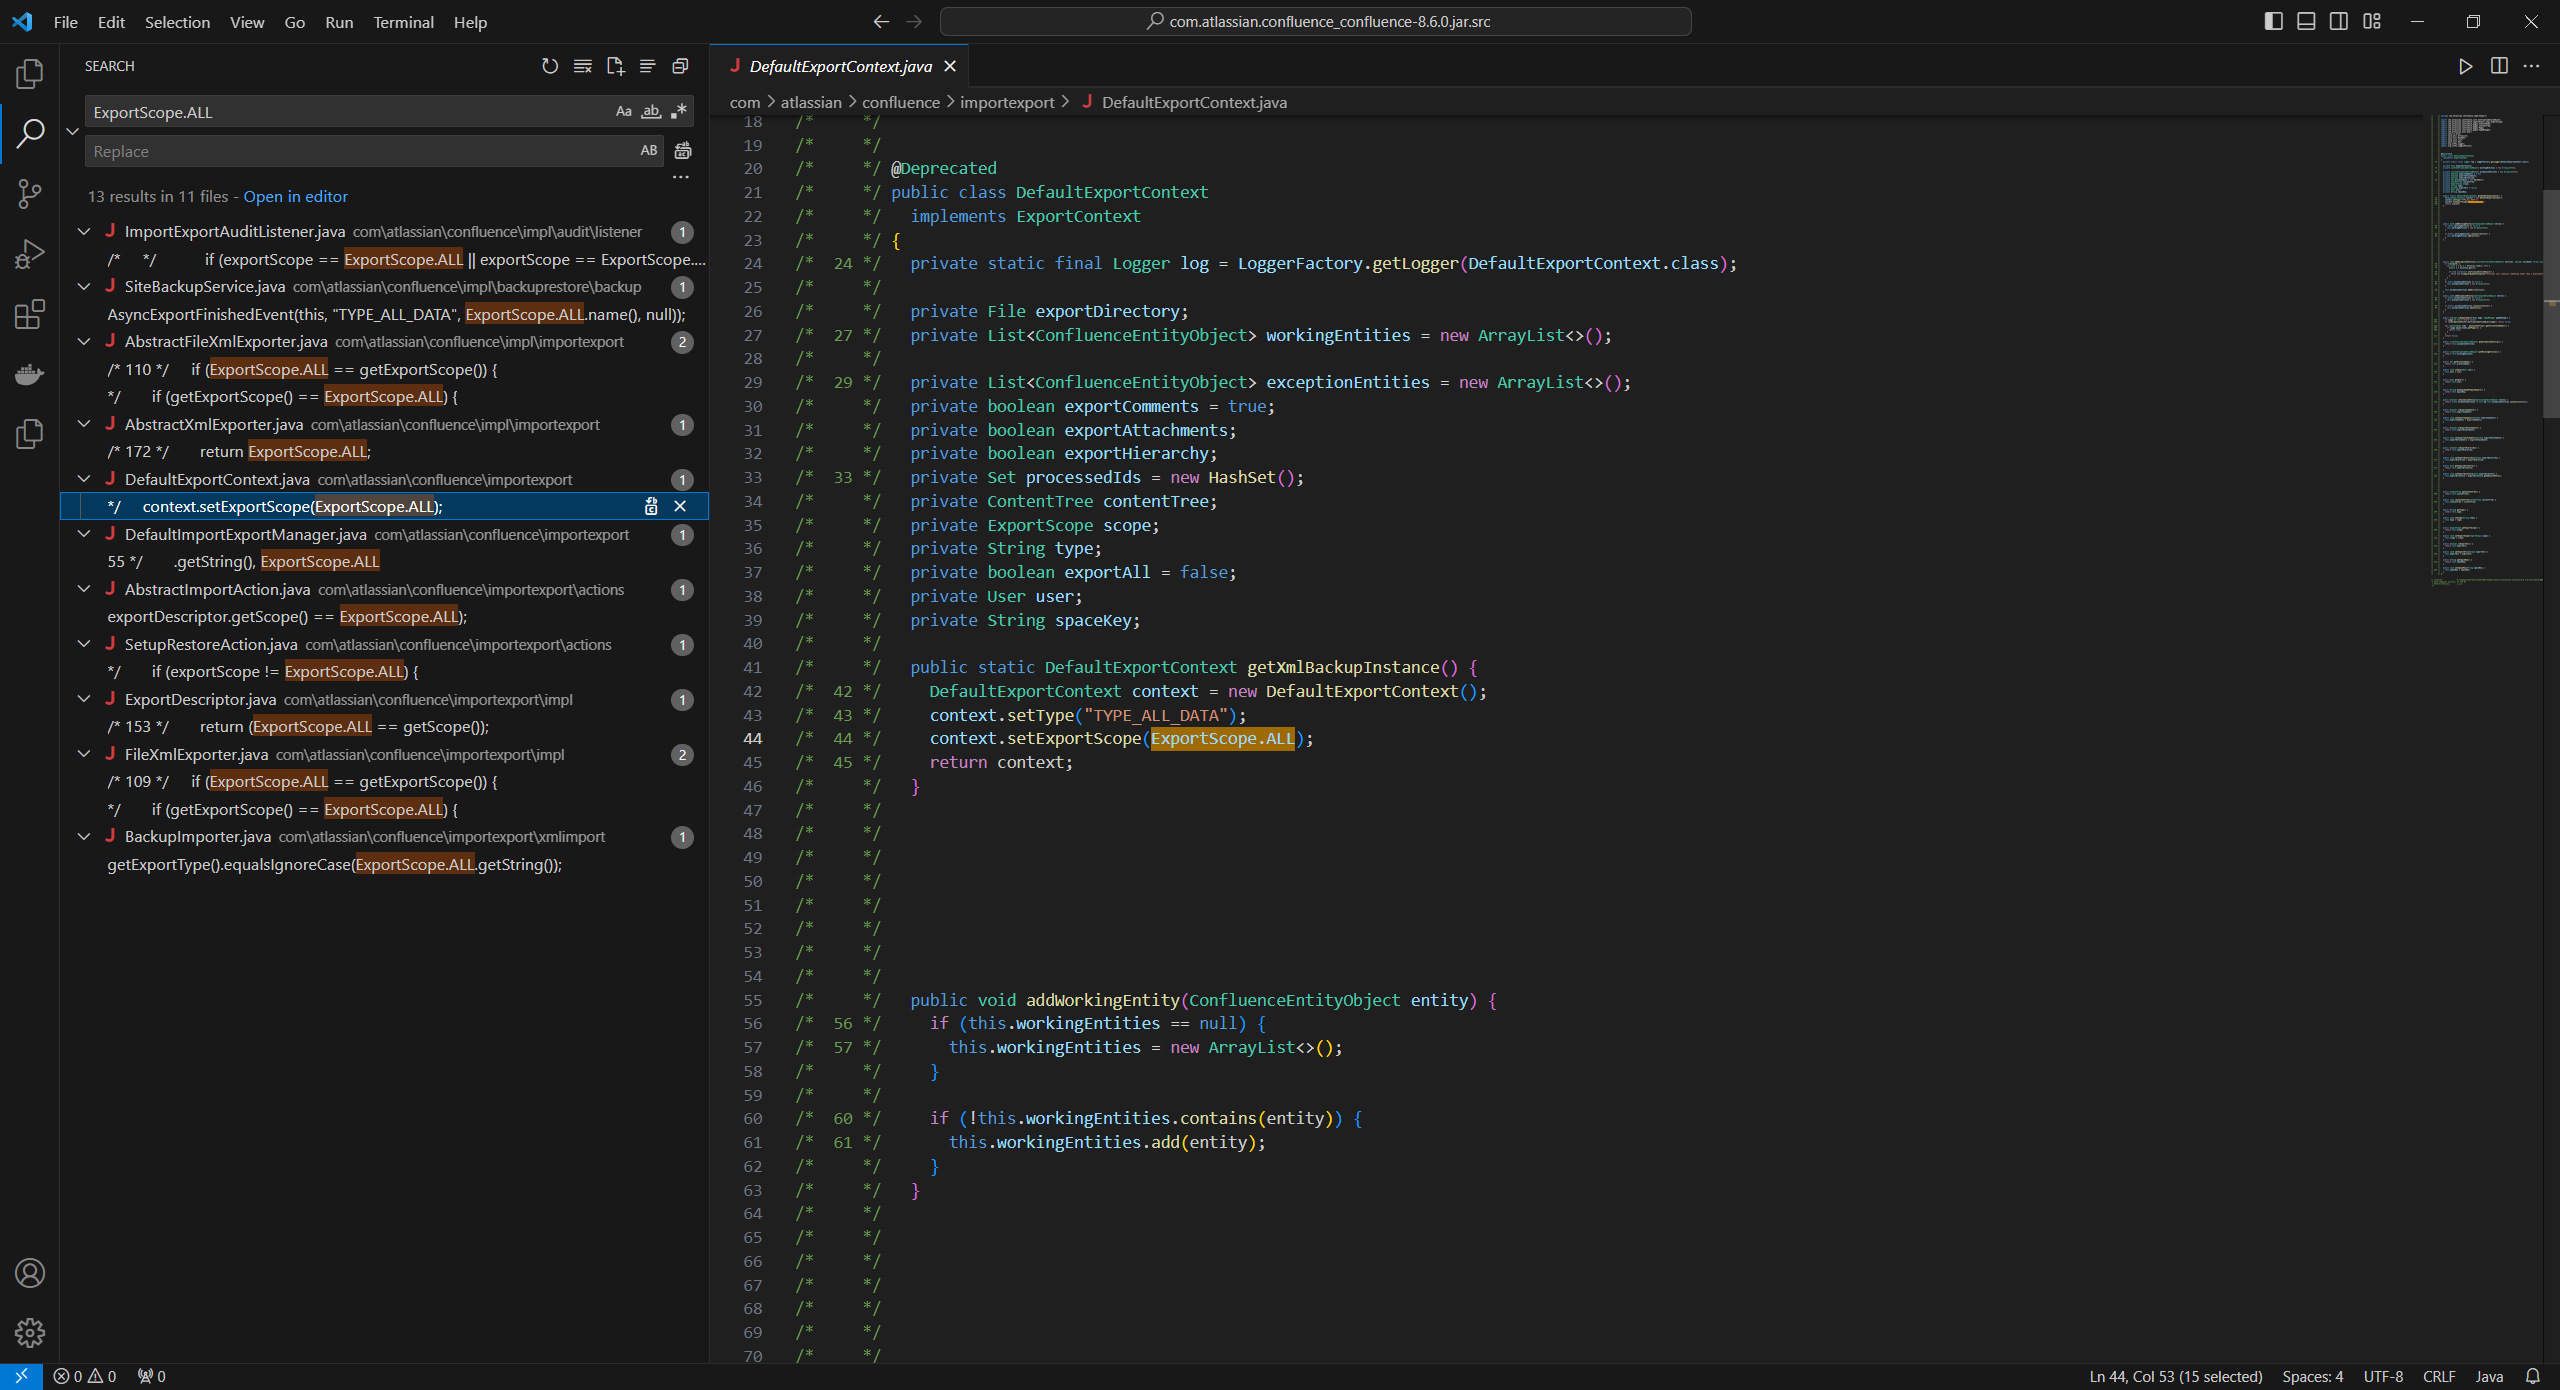 File Edit Selection View Go Run Terminal Help
com.atlassian.confluence_confluence-8.6.0.jar.src
SEARCH
ExportScope.ALL
Aa ab .*
Replace
AB
13 results in 11 files - Open in editor
ImportExportAuditListener.java com\atlassian\confluence\impl\audit\listener 1
/* */ if (exportScope == ExportScope.ALL || exportScope == ExportScope....
SiteBackupService.java com\atlassian\confluence\impl\backuprestore\backup 1
AsyncExportFinishedEvent(this, "TYPE_ALL_DATA", ExportScope.ALL.name(), null));
AbstractFileXmlExporter.java com\atlassian\confluence\impl\importexport 2
/* 110 */ if (ExportScope.ALL == getExportScope()) {
*/ if (getExportScope() == ExportScope.ALL) {
AbstractXmlExporter.java com\atlassian\confluence\impl\importexport 1
/* 172 */ return ExportScope.ALL;
DefaultExportContext.java com\atlassian\confluence\importexport 1
*/ context.setExportScope(ExportScope.ALL);
DefaultImportExportManager.java com\atlassian\confluence\importexport 1
55 */ .getString(), ExportScope.ALL
AbstractImportAction.java com\atlassian\confluence\importexport\actions 1
exportDescriptor.getScope() == ExportScope.ALL);
SetupRestoreAction.java com\atlassian\confluence\importexport\actions 1
*/ if (exportScope != ExportScope.ALL) {
ExportDescriptor.java com\atlassian\confluence\importexport\impl 1
/* 153 */ return (ExportScope.ALL == getScope());
FileXmlExporter.java com\atlassian\confluence\importexport\impl 2
/* 109 */ if (ExportScope.ALL == getExportScope()) {
*/ if (getExportScope() == ExportScope.ALL) {
BackupImporter.java com\atlassian\confluence\importexport\xmlimport 1
getExportType().equalsIgnoreCase(ExportScope.ALL.getString());
J DefaultExportContext.java
com > atlassian > confluence > importexport > J DefaultExportContext.java
18 /* */
19 /* */
20 /* */ @Deprecated
21 /* */ public class DefaultExportContext
22 /* */ implements ExportContext
23 /* */ {
24 /* 24 */ private static final Logger log = LoggerFactory.getLogger(DefaultExportContext.class);
25 /* */
26 /* */ private File exportDirectory;
27 /* 27 */ private List<ConfluenceEntityObject> workingEntities = new ArrayList<>();
28 /* */
29 /* 29 */ private List<ConfluenceEntityObject> exceptionEntities = new ArrayList<>();
30 /* */ private boolean exportComments = true;
31 /* */ private boolean exportAttachments;
32 /* */ private boolean exportHierarchy;
33 /* 33 */ private Set processedIds = new HashSet();
34 /* */ private ContentTree contentTree;
35 /* */ private ExportScope scope;
36 /* */ private String type;
37 /* */ private boolean exportAll = false;
38 /* */ private User user;
39 /* */ private String spaceKey;
40 /* */
41 /* */ public static DefaultExportContext getXmlBackupInstance() {
42 /* 42 */ DefaultExportContext context = new DefaultExportContext();
43 /* 43 */ context.setType("TYPE_ALL_DATA");
44 /* 44 */ context.setExportScope(ExportScope.ALL);
45 /* 45 */ return context;
46 /* */ }
47 /* */
48 /* */
49 /* */
50 /* */
51 /* */
52 /* */
53 /* */
54 /* */
55 /* */ public void addWorkingEntity(ConfluenceEntityObject entity) {
56 /* 56 */ if (this.workingEntities == null) {
57 /* 57 */ this.workingEntities = new ArrayList<>();
58 /* */ }
59 /* */
60 /* 60 */ if (!this.workingEntities.contains(entity)) {
61 /* 61 */ this.workingEntities.add(entity);
62 /* */ }
63 /* */ }
64 /* */
65 /* */
66 /* */
67 /* */
68 /* */
69 /* */
70 /* */
0 0 0
Ln 44, Col 53 (15 selected) Spaces: 4 UTF-8 CRLF Java